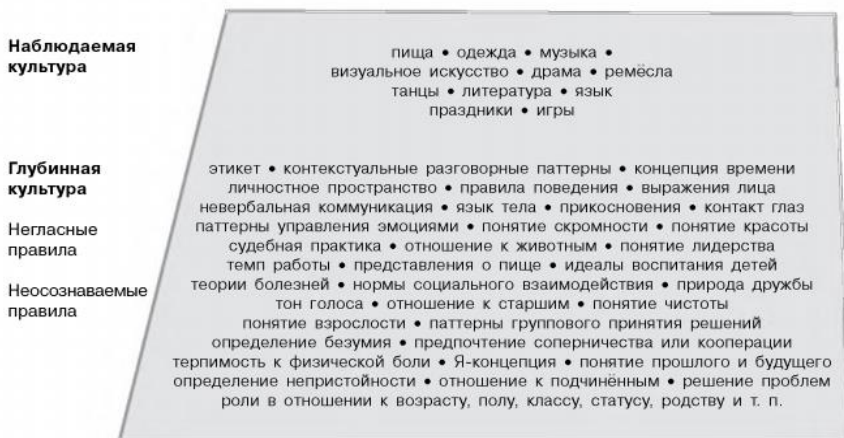 Наблюдаемая
культура
пища • одежда • музыка •
визуальное искусство • драма • ремёсла
танцы • литература • язык
праздники • игры
Глубинная
культура
Негласные
правила
Неосознаваемые
правила
этикет • контекстуальные разговорные паттерны • концепция времени
личностное пространство • правила поведения • выражения лица
невербальная коммуникация • язык тела • прикосновения • контакт глаз
паттерны управления эмоциями • понятие скромности • понятие красоты
судебная практика • отношение к животным • понятие лидерства
темп работы • представления о пище • идеалы воспитания детей
теории болезней • нормы социального взаимодействия • природа дружбы
тон голоса • отношение к старшим • понятие чистоты
понятие взрослости • паттерны группового принятия решений
определение безумия • предпочтение соперничества или кооперации
терпимость к физической боли • Я-концепция • понятие прошлого и будущего
определение непристойности • отношение к подчинённым • решение проблем
роли в отношении к возрасту, полу, классу, статусу, родству и т. п.